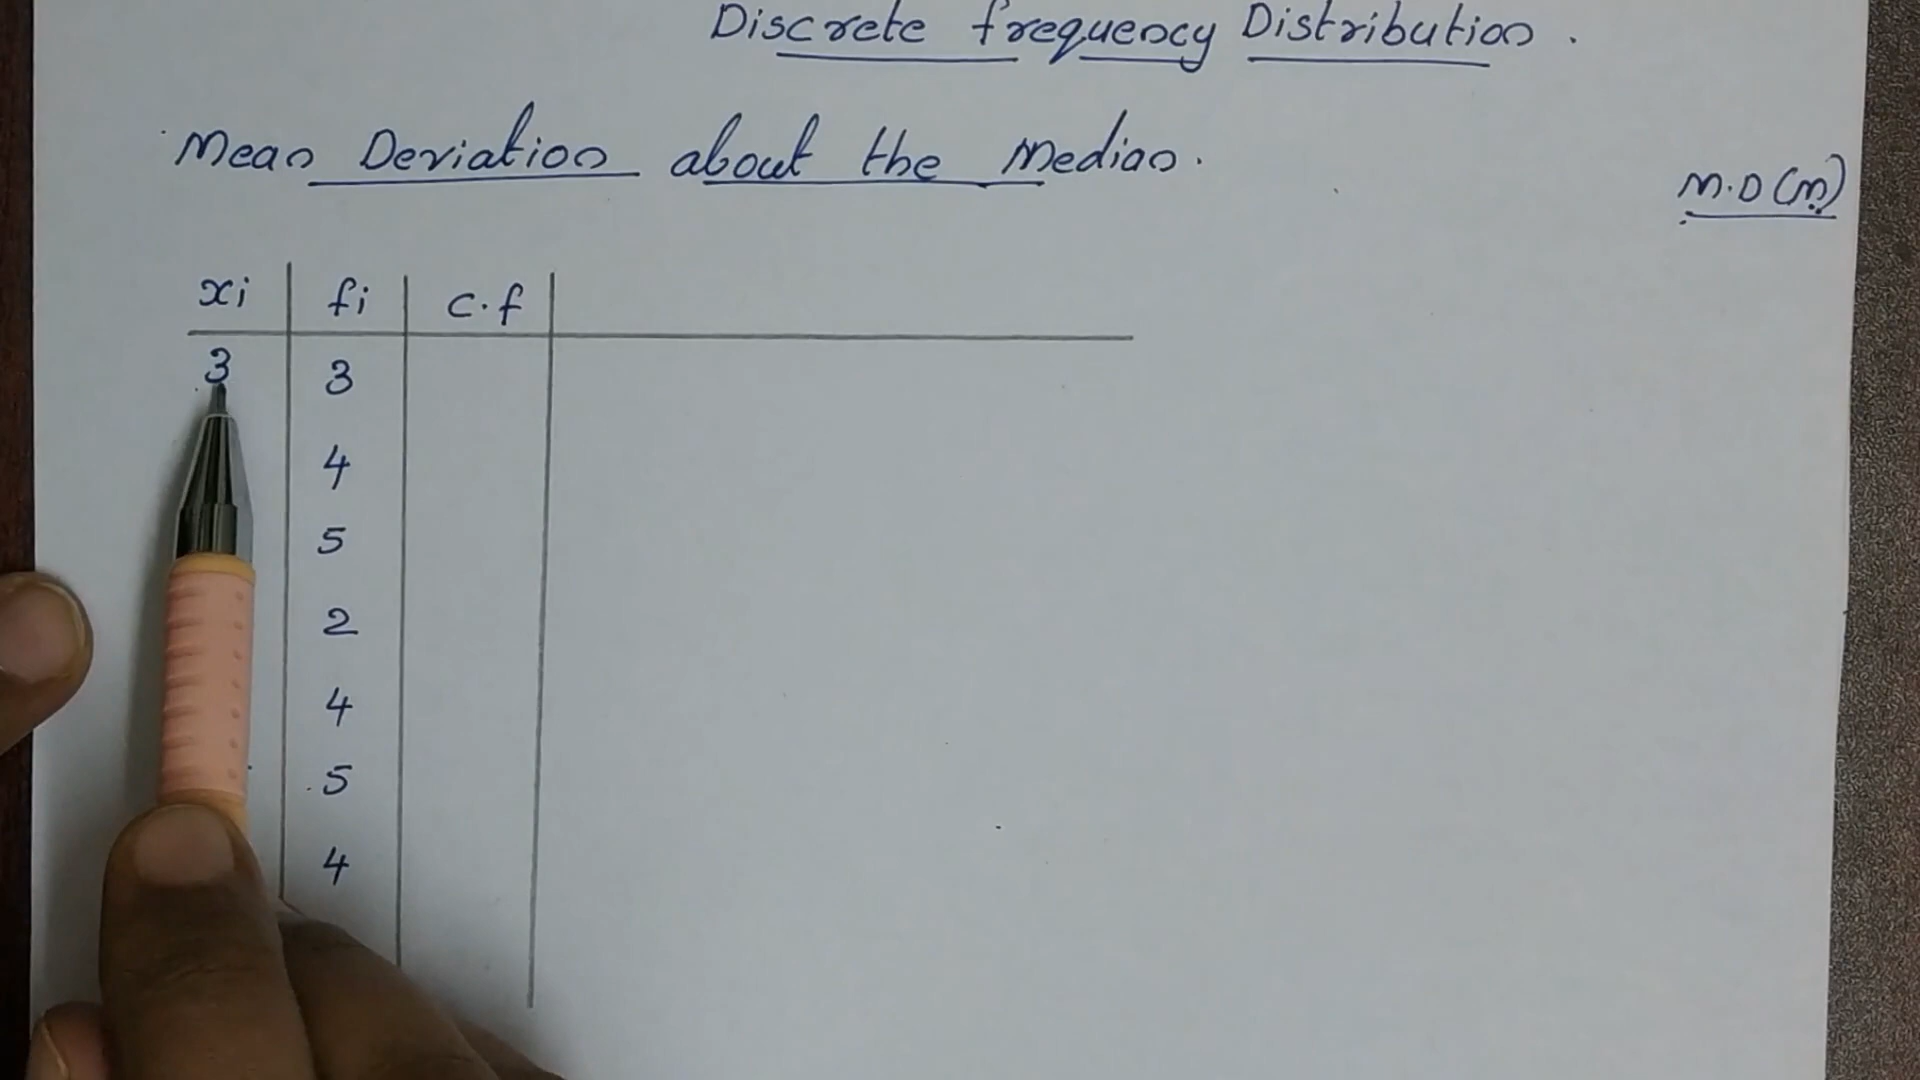 Discrete frequency Distribution .
Mean Deviation about the Median.
M.D (M)
xi fi c.f
3 3
4
5
2
4
5
4